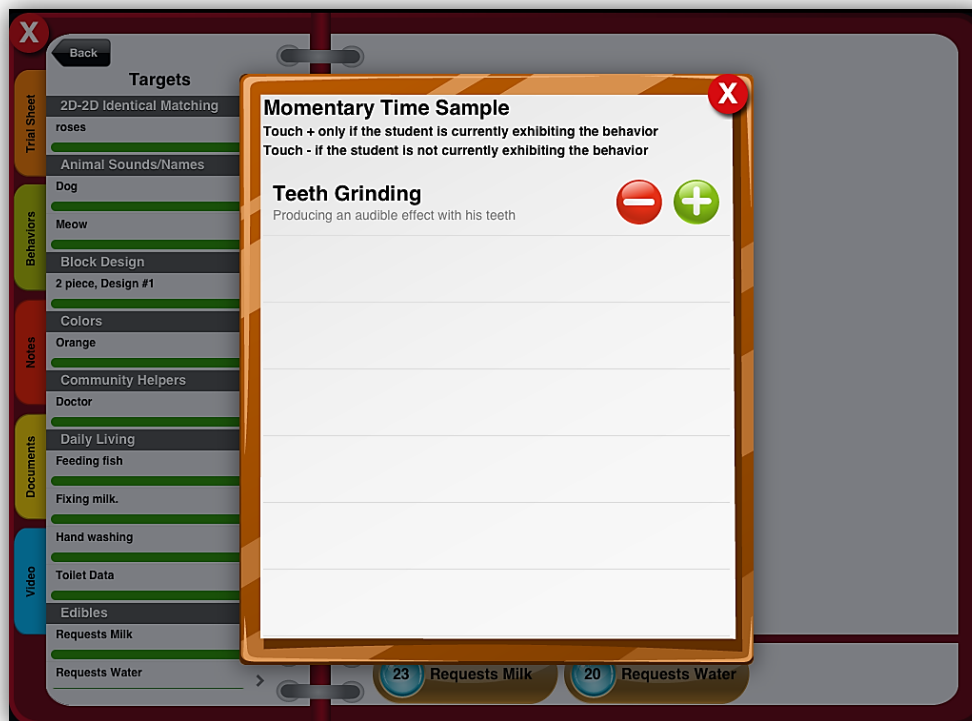 X
Back
Targets
2D-2D Identical Matching
roses
Animal Sounds/Names
Dog
Meow
Block Design
2 piece, Design #1
Colors
Orange
Community Helpers
Doctor
Daily Living
Feeding fish
Fixing milk.
Hand washing
Toilet Data
Edibles
Requests Milk
Requests Water
Trial Sheet
Behaviors
Notes
Documents
Video
X
Momentary Time Sample
Touch + only if the student is currently exhibiting the behavior
Touch - if the student is not currently exhibiting the behavior
Teeth Grinding
Producing an audible effect with his teeth
23 Requests Milk
20 Requests Water